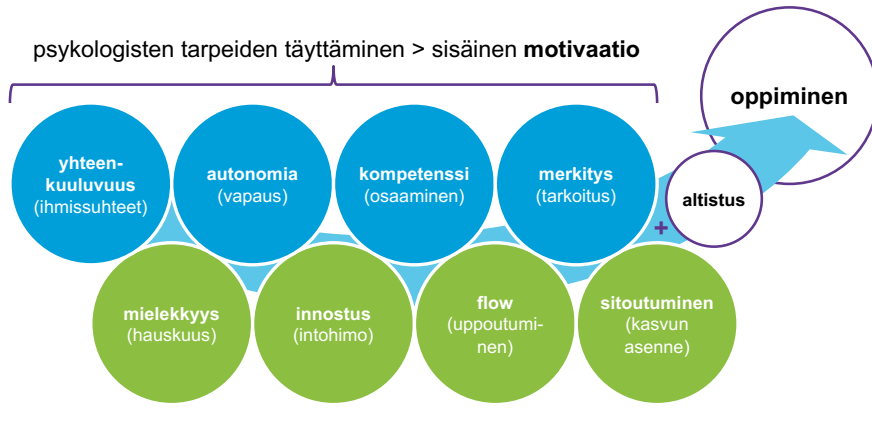 psykologisten tarpeiden täyttäminen > sisäinen motivaatio
oppiminen
yhteen-
kuuluvuus
(ihmissuhteet)
autonomia
(vapaus)
kompetenssi
(osaaminen)
merkitys
(tarkoitus)
+
altistus
mielekkyys
(hauskuus)
innostus
(intohimo)
flow
(uppoutumi-
nen)
sitoutuminen
(kasvun
asenne)